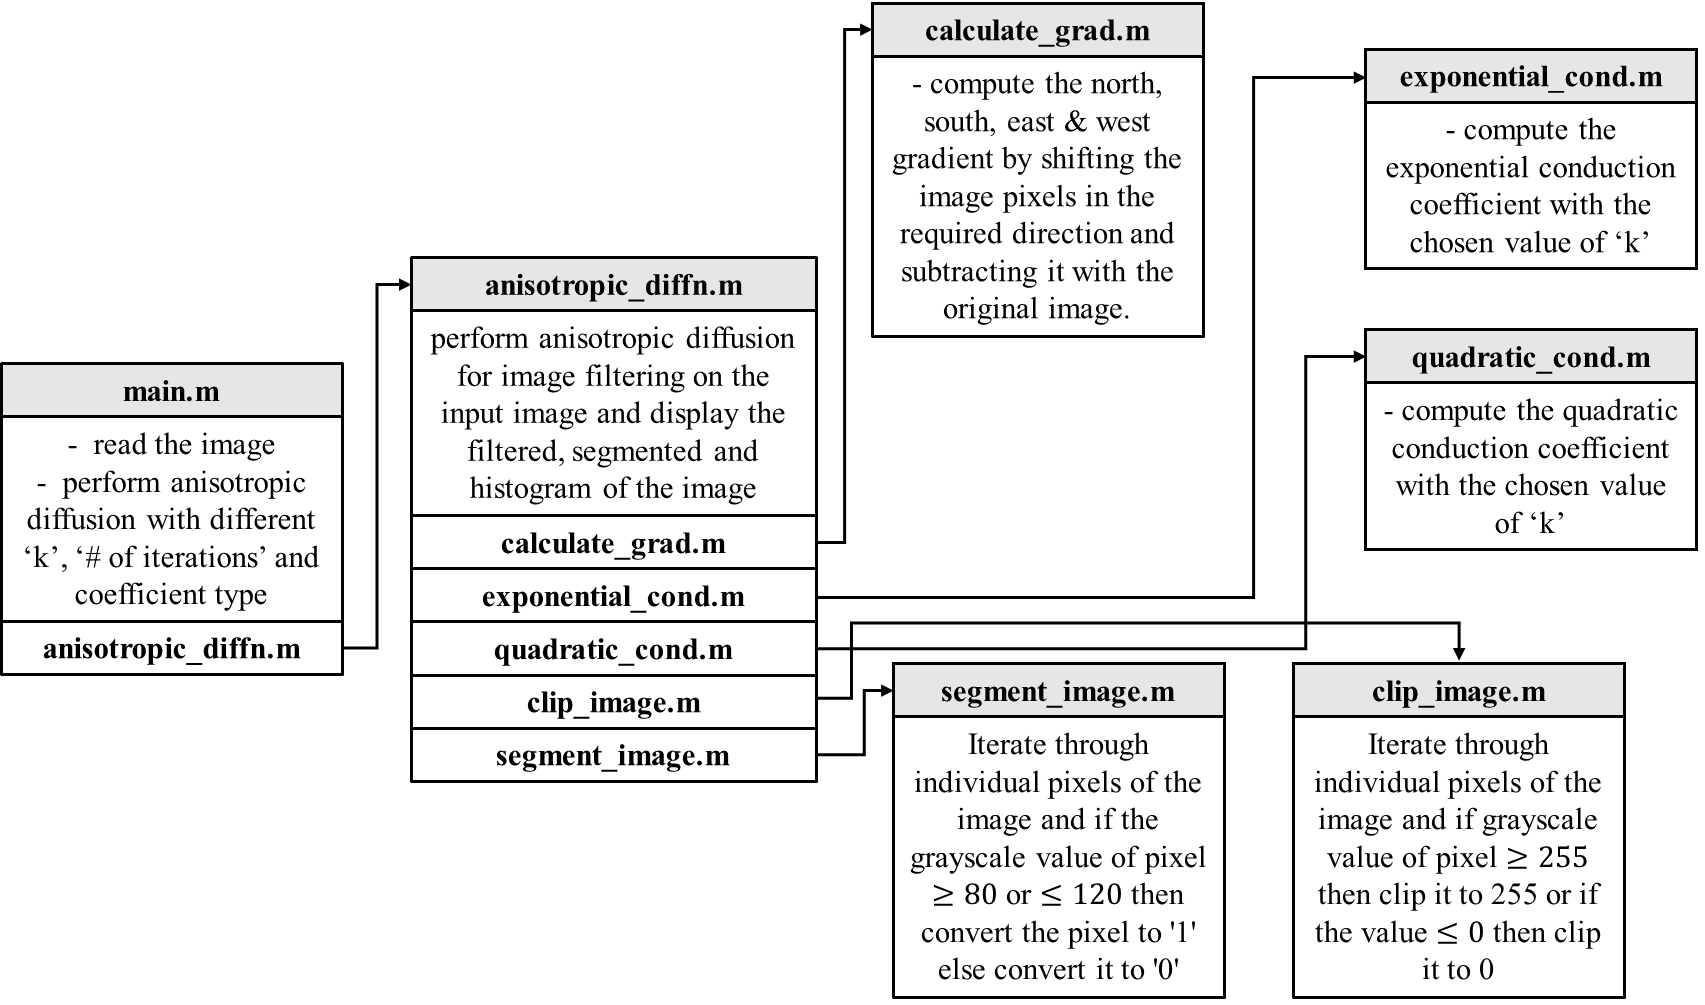 main.m
- read the image
- perform anisotropic
diffusion with different
‘k’, ‘# of iterations’ and
coefficient type
anisotropic_diffn.m
anisotropic_diffn.m
perform anisotropic diffusion
for image filtering on the
input image and display the
filtered, segmented and
histogram of the image
calculate_grad.m
exponential_cond.m
quadratic_cond.m
clip_image.m
segment_image.m
calculate_grad.m
- compute the north,
south, east & west
gradient by shifting the
image pixels in the
required direction and
subtracting it with the
original image.
exponential_cond.m
- compute the
exponential conduction
coefficient with the
chosen value of ‘k’
quadratic_cond.m
- compute the quadratic
conduction coefficient
with the chosen value
of ‘k’
segment_image.m
Iterate through
individual pixels of the
image and if the
grayscale value of pixel
≥ 80 or ≤ 120 then
convert the pixel to '1'
else convert it to '0'
clip_image.m
Iterate through
individual pixels of the
image and if grayscale
value of pixel ≥ 255
then clip it to 255 or if
the value ≤ 0 then clip
it to 0